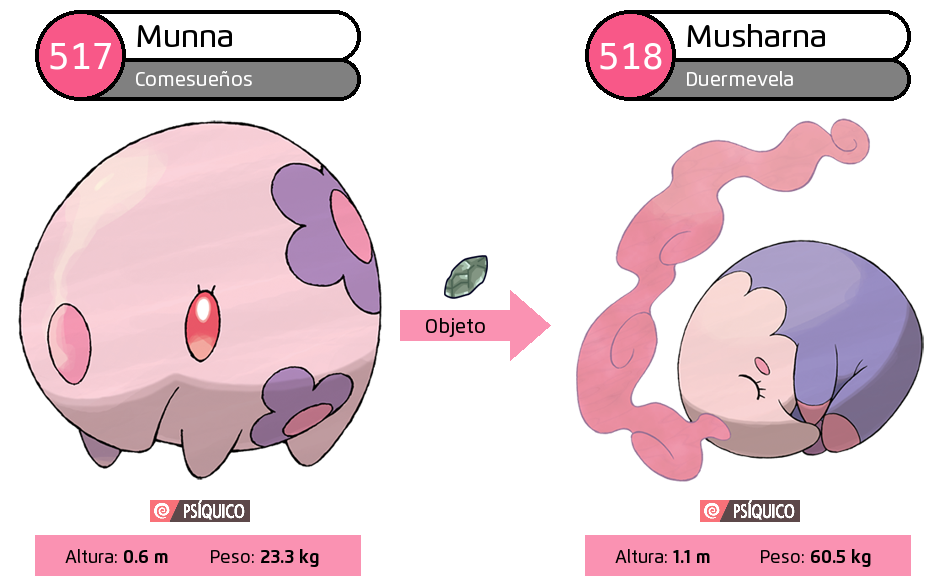 517
Munna
Comesueños
518
Musharna
Duermevela
Objeto
PSÍQUICO
PSÍQUICO
Altura: 0.6 m Peso: 23.3 kg
Altura: 1.1 m Peso: 60.5 kg